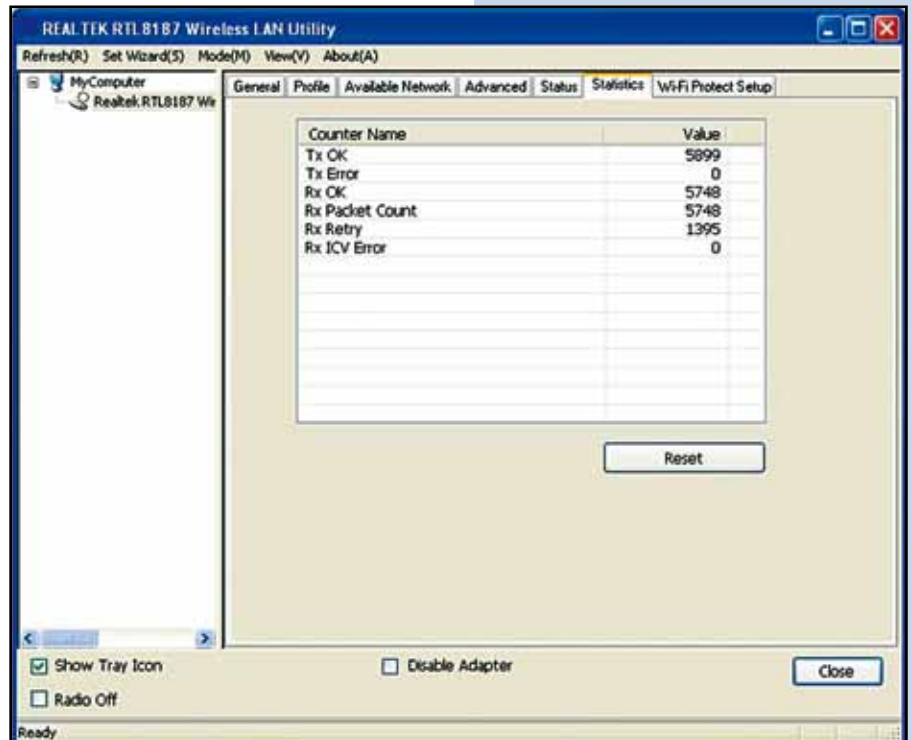 REALTEK RTL8187 Wireless LAN Utility
Refresh(R) Set Wizard(S) Mode(M) View(V) About(A)
MyComputer
Realtek RTL8187 Wir
General Profile Available Network Advanced Status Statistics Wi-Fi Protect Setup
Counter Name Value
Tx OK 5899
Tx Error 0
Rx OK 5748
Rx Packet Count 5748
Rx Retry 1395
Rx ICV Error 0
Reset
Show Tray Icon Disable Adapter Close
Radio Off
Ready